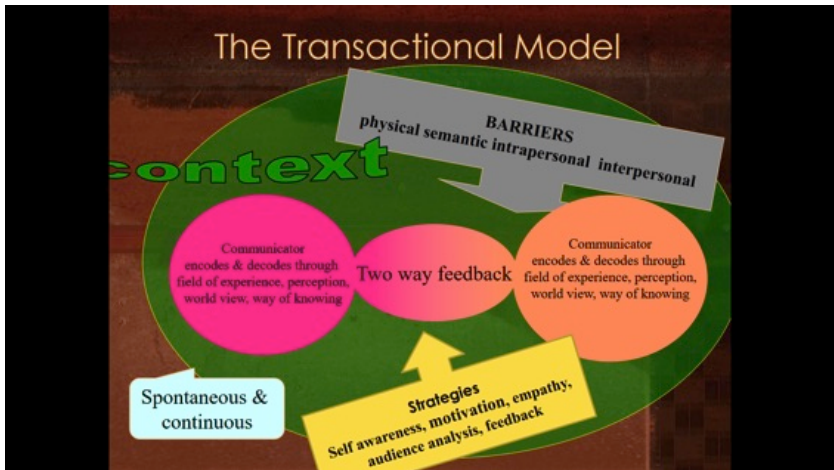 The Transactional Model
BARRIERS
physical semantic intrapersonal interpersonal
context
Communicator
encodes & decodes through
field of experience, perception,
world view, way of knowing
Two way feedback
Communicator
encodes & decodes through
field of experience, perception,
world view, way of knowing
Spontaneous &
continuous
Strategies
Self awareness, motivation, empathy,
audience analysis, feedback